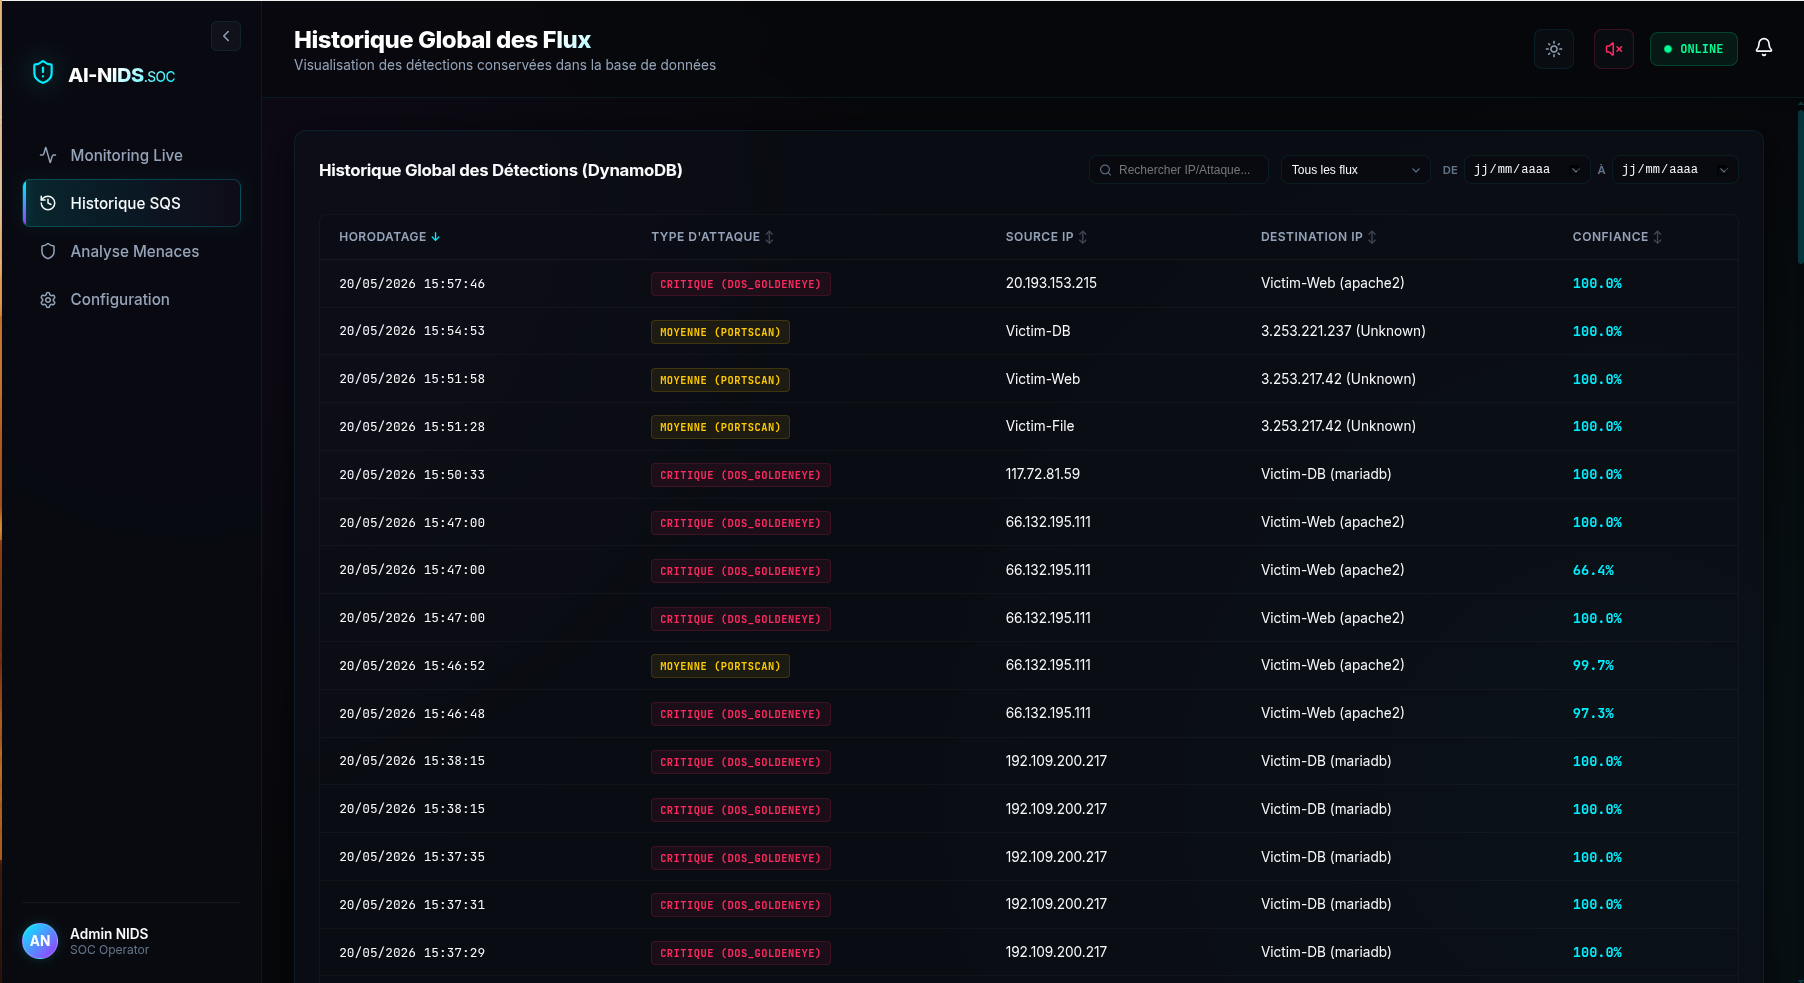 AI-NIDS.SOC
Monitoring Live
Historique SQS
Analyse Menaces
Configuration
Admin NIDS
SOC Operator
AN
Historique Global des Flux
Visualisation des détections conservées dans la base de données
ONLINE
Historique Global des Détections (DynamoDB)
Rechercher IP/Attaque...
Tous les flux
DE jj/mm/aaaa À jj/mm/aaaa
HORODATAGE TYPE D'ATTAQUE SOURCE IP DESTINATION IP CONFIANCE
20/05/2026 15:57:46 CRITIQUE (DOS_GOLDENEYE) 20.193.153.215 Victim-Web (apache2) 100.0%
20/05/2026 15:54:53 MOYENNE (PORTSCAN) Victim-DB 3.253.221.237 (Unknown) 100.0%
20/05/2026 15:51:58 MOYENNE (PORTSCAN) Victim-Web 3.253.217.42 (Unknown) 100.0%
20/05/2026 15:51:28 MOYENNE (PORTSCAN) Victim-File 3.253.217.42 (Unknown) 100.0%
20/05/2026 15:50:33 CRITIQUE (DOS_GOLDENEYE) 117.72.81.59 Victim-DB (mariadb) 100.0%
20/05/2026 15:47:00 CRITIQUE (DOS_GOLDENEYE) 66.132.195.111 Victim-Web (apache2) 100.0%
20/05/2026 15:47:00 CRITIQUE (DOS_GOLDENEYE) 66.132.195.111 Victim-Web (apache2) 66.4%
20/05/2026 15:47:00 CRITIQUE (DOS_GOLDENEYE) 66.132.195.111 Victim-Web (apache2) 100.0%
20/05/2026 15:46:52 MOYENNE (PORTSCAN) 66.132.195.111 Victim-Web (apache2) 99.7%
20/05/2026 15:46:48 CRITIQUE (DOS_GOLDENEYE) 66.132.195.111 Victim-Web (apache2) 97.3%
20/05/2026 15:38:15 CRITIQUE (DOS_GOLDENEYE) 192.109.200.217 Victim-DB (mariadb) 100.0%
20/05/2026 15:38:15 CRITIQUE (DOS_GOLDENEYE) 192.109.200.217 Victim-DB (mariadb) 100.0%
20/05/2026 15:37:35 CRITIQUE (DOS_GOLDENEYE) 192.109.200.217 Victim-DB (mariadb) 100.0%
20/05/2026 15:37:31 CRITIQUE (DOS_GOLDENEYE) 192.109.200.217 Victim-DB (mariadb) 100.0%
20/05/2026 15:37:29 CRITIQUE (DOS_GOLDENEYE) 192.109.200.217 Victim-DB (mariadb) 100.0%